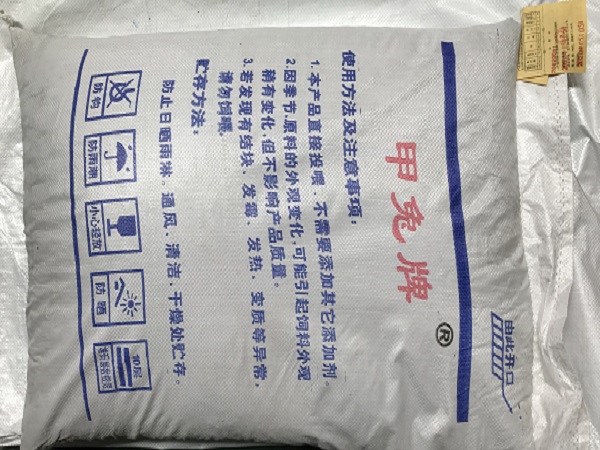 由此开口
甲兔牌®
使用方法及注意事项:
1.本产品直接投喂,不需要添加其它添加剂。
2.因季节,原料的外观变化,可能引起饲料外观
稍有变化,但不影响产品质量。
3.若发现有结块、发霉、发热、变质等异常,
请勿饲喂。
贮存方法:
防止日晒雨淋。通风、清洁、干燥处贮存。
防钩
防雨潮
小心轻放
防晒
10层